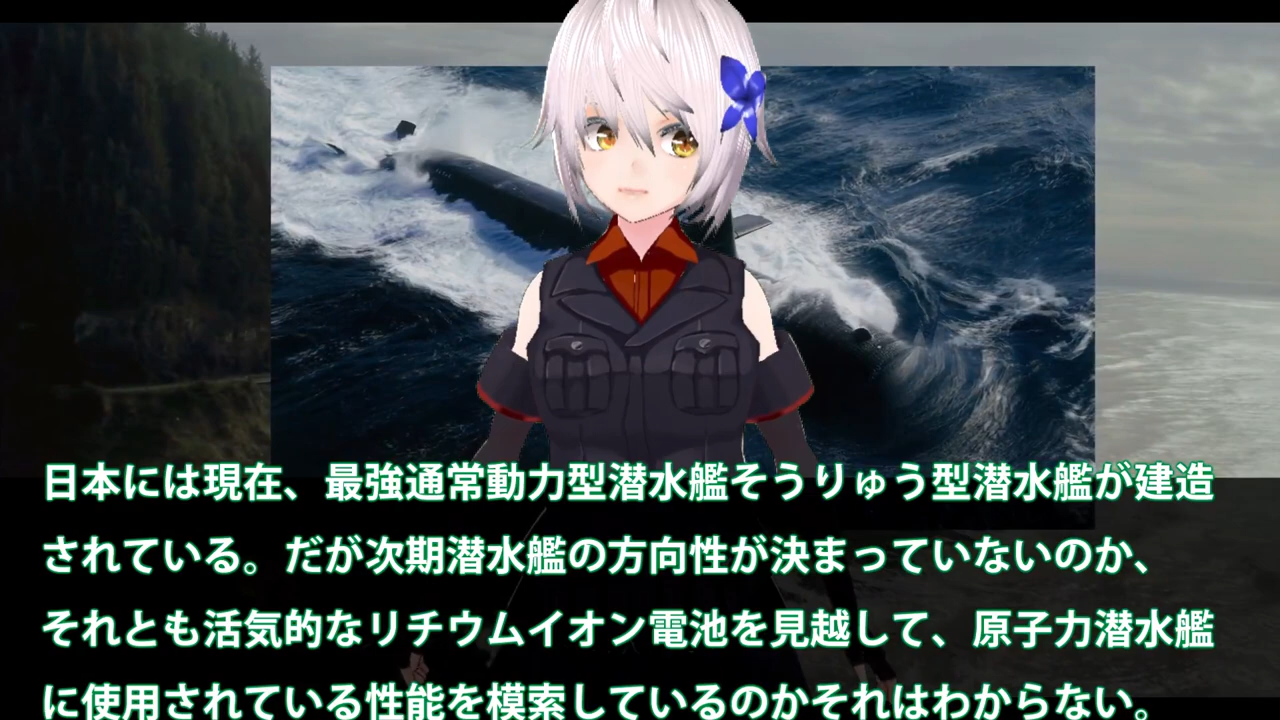 日本には現在、最強通常動力型潜水艦そうりゅう型潜水艦が建造
されている。だが次期潜水艦の方向性が決まっていないのか、
それとも活気的なリチウムイオン電池を見越して、原子力潜水艦
に使用されている性能を模索しているのかそれはわからない。